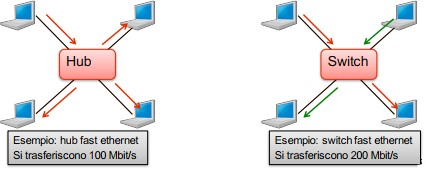 Hub
Switch
Esempio: hub fast ethernet
Si trasferiscono 100 Mbit/s
Esempio: switch fast ethernet
Si trasferiscono 200 Mbit/s